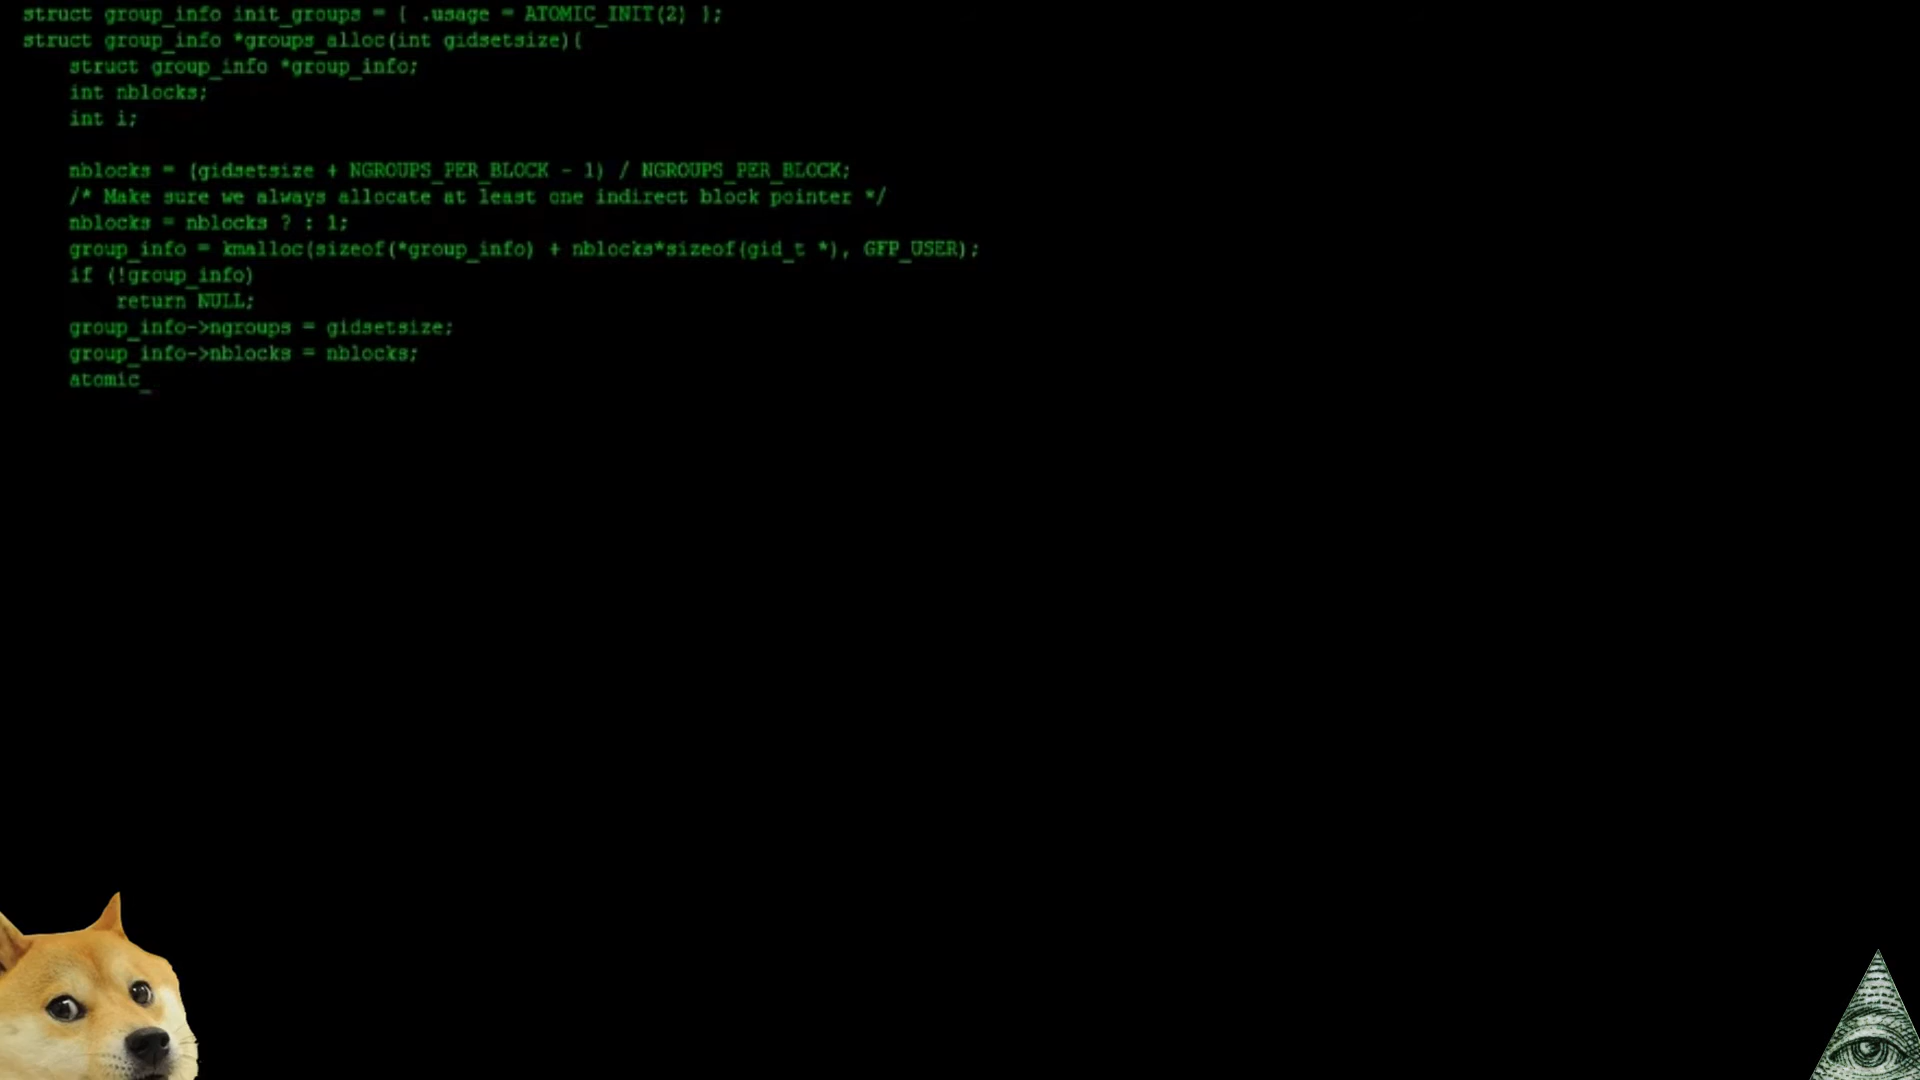 struct group_info init_groups = { .usage = ATOMIC_INIT(2) };
struct group_info *groups_alloc(int gidsetsize){
struct group_info *group_info;
int nblocks;
int i;
nblocks = (gidsetsize + NGROUPS_PER_BLOCK - 1) / NGROUPS_PER_BLOCK;
/* Make sure we always allocate at least one indirect block pointer */
nblocks = nblocks ? : 1;
group_info = kmalloc(sizeof(*group_info) + nblocks*sizeof(gid_t *), GFP_USER);
if (!group_info)
return NULL;
group_info->ngroups = gidsetsize;
group_info->nblocks = nblocks;
atomic_